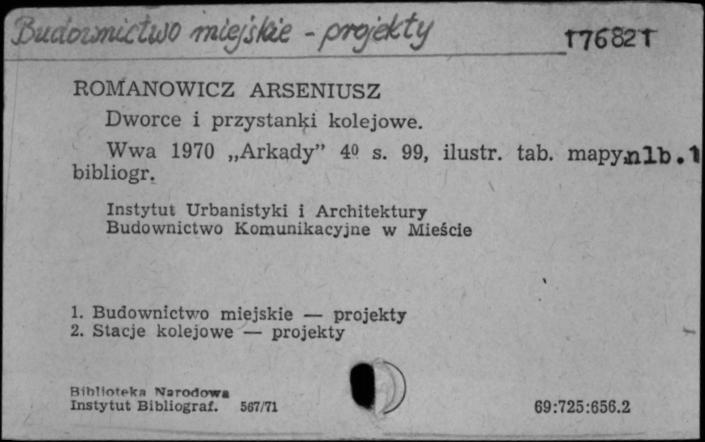 Budownictwo miejskie - projekty
176821
ROMANOWICZ ARSENIUSZ
Dworce i przystanki kolejowe.
Wwa 1970 „Arkady” 4⁰ s. 99, ilustr. tab. mapy,nlb.1
bibliogr.
Instytut Urbanistyki i Architektury
Budownictwo Komunikacyjne w Mieście
1. Budownictwo miejskie — projekty
2. Stacje kolejowe — projekty
Biblioteka Narodowa
Instytut Bibliograf. 567/71
69:725:656.2